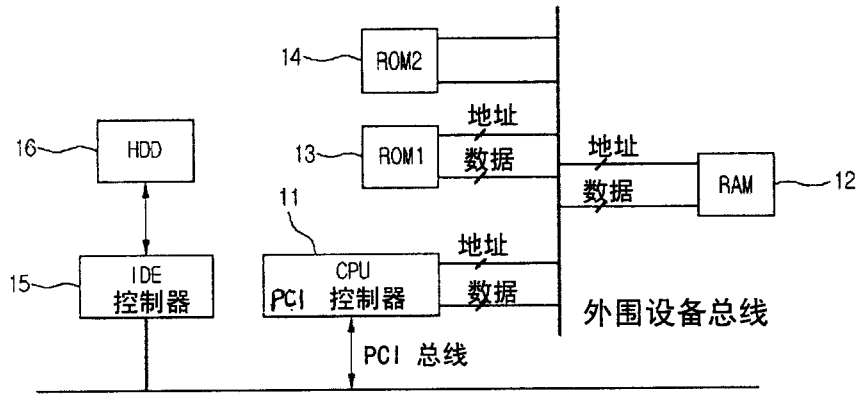 14
ROM2
16
HDD
13
ROM1
地址
数据
地址
数据
RAM
12
11
15
IDE
控制器
CPU
PCI 控制器
地址
数据
外围设备总线
PCI 总线